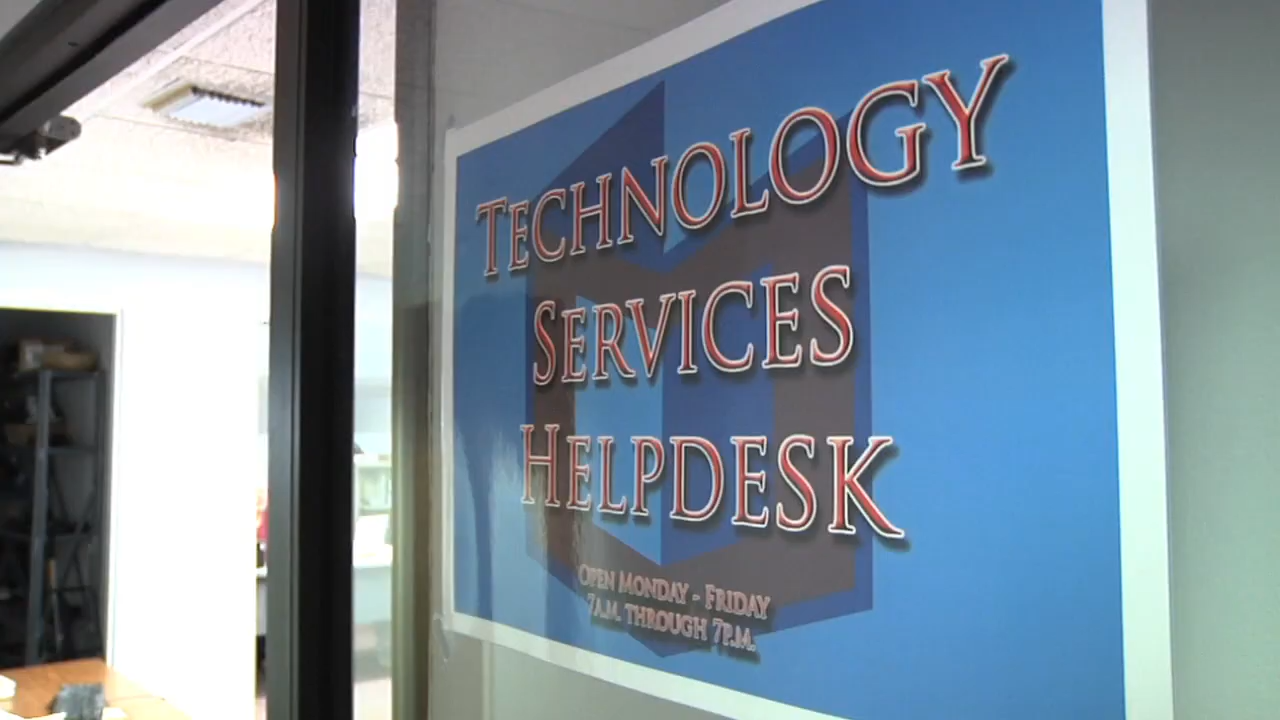 TECHNOLOGY
SERVICES
HELPDESK
OPEN MONDAY - FRIDAY
7A.M. THROUGH 7P.M.